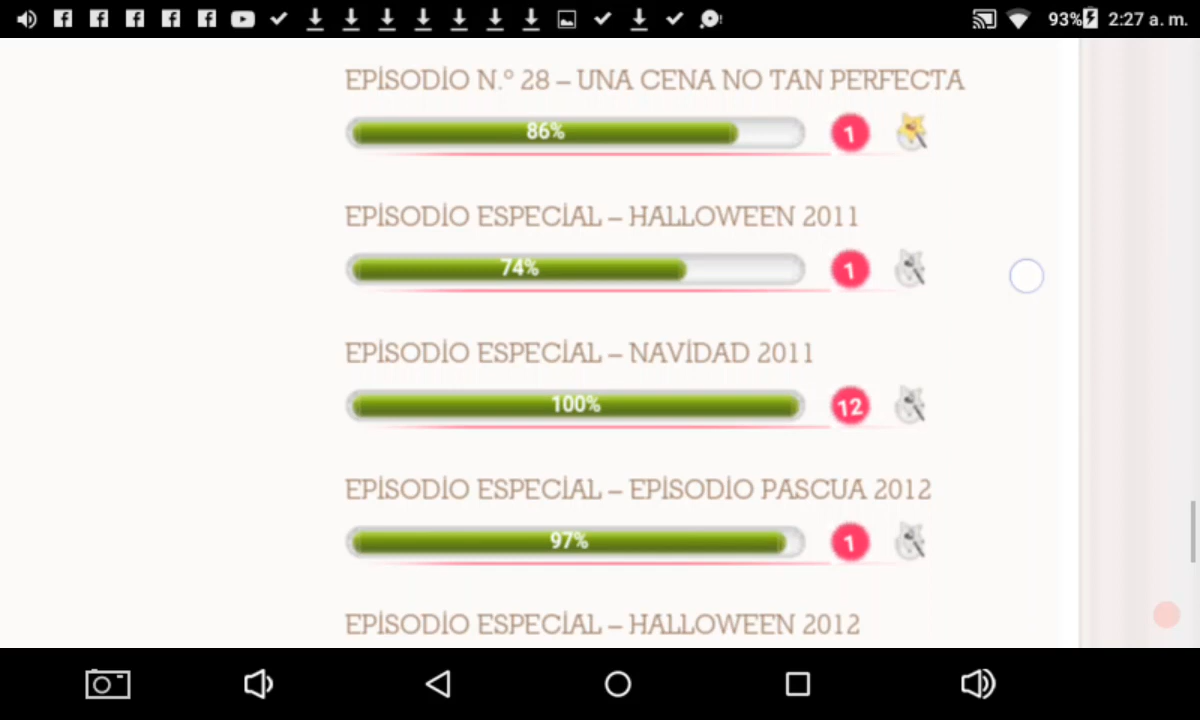 93% 2:27 a. m.
EPISODIO N.º 28 – UNA CENA NO TAN PERFECTA
86% 1
EPISODIO ESPECIAL – HALLOWEEN 2011
74% 1
EPISODIO ESPECIAL – NAVIDAD 2011
100% 12
EPISODIO ESPECIAL – EPISODIO PASCUA 2012
97% 1
EPISODIO ESPECIAL – HALLOWEEN 2012